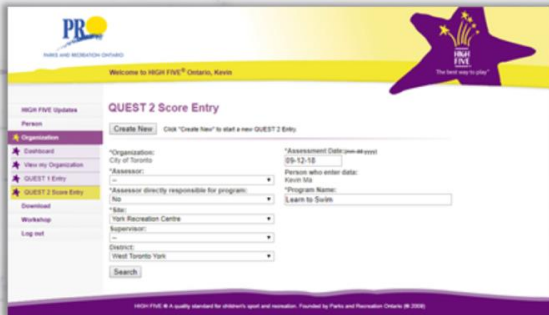 PRO
PARKS AND RECREATION ONTARIO
HIGH FIVE
The best way to play®
Welcome to HIGH FIVE® Ontario, Kevin
HIGH FIVE Updates
Person
Organization
Dashboard
View my Organization
QUEST 1 Entry
QUEST 2 Score Entry
Download
Workshop
Log out
QUEST 2 Score Entry
Create New
Click "Create New" to start a new QUEST 2 Entry
*Organization:
City of Toronto
*Assessor:
--
*Assessor directly responsible for program:
No
*Site:
York Recreation Centre
Supervisor:
--
District:
West Toronto York
Search
*Assessment Date:(mm-dd-yyyy)
09-12-18
Person who enter data:
Kevin Ma
*Program Name:
Learn to Swim
HIGH FIVE ® A quality standard for children's sport and recreation. Founded by Parks and Recreation Ontario (® 2008)